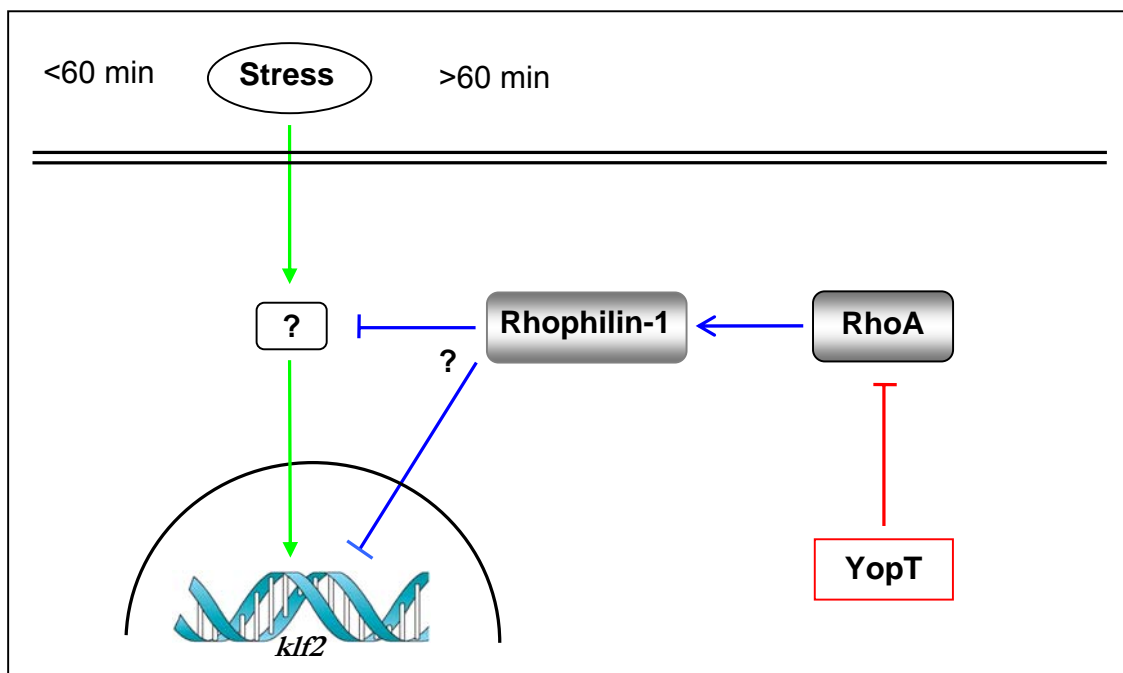 <60 min
Stress
>60 min
?
Rhophilin-1
RhoA
?
YopT
klf2